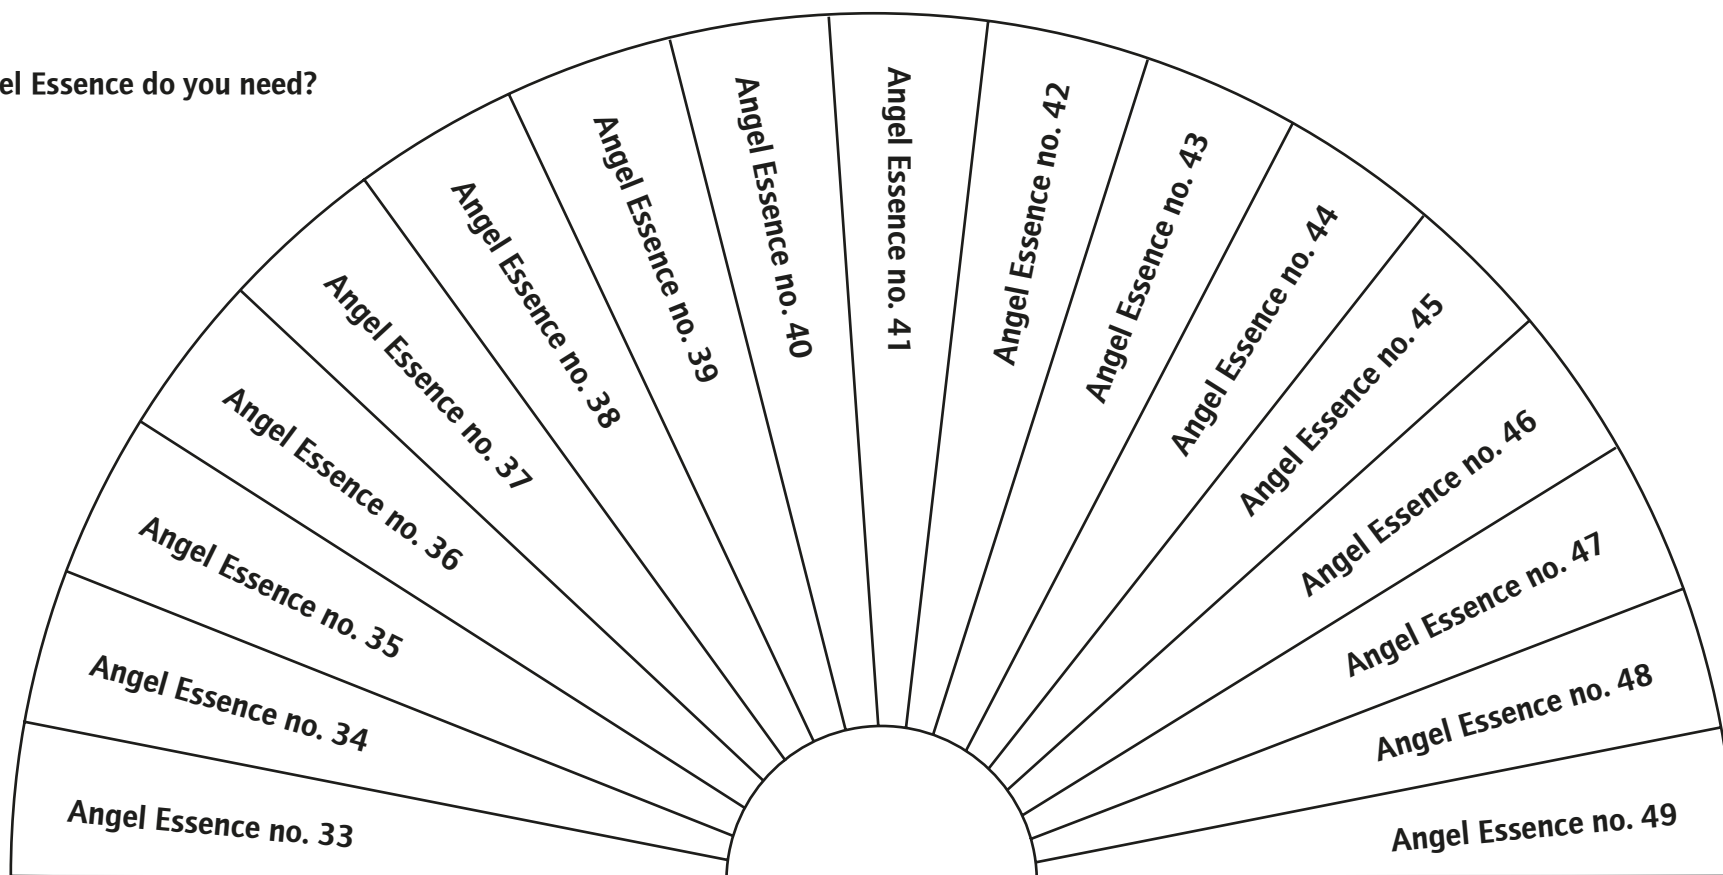 el Essence do you need?
Angel Essence no. 33
Angel Essence no. 34
Angel Essence no. 35
Angel Essence no. 36
Angel Essence no. 37
Angel Essence no. 38
Angel Essence no. 39
Angel Essence no. 40
Angel Essence no. 41
Angel Essence no. 42
Angel Essence no. 43
Angel Essence no. 44
Angel Essence no. 45
Angel Essence no. 46
Angel Essence no. 47
Angel Essence no. 48
Angel Essence no. 49